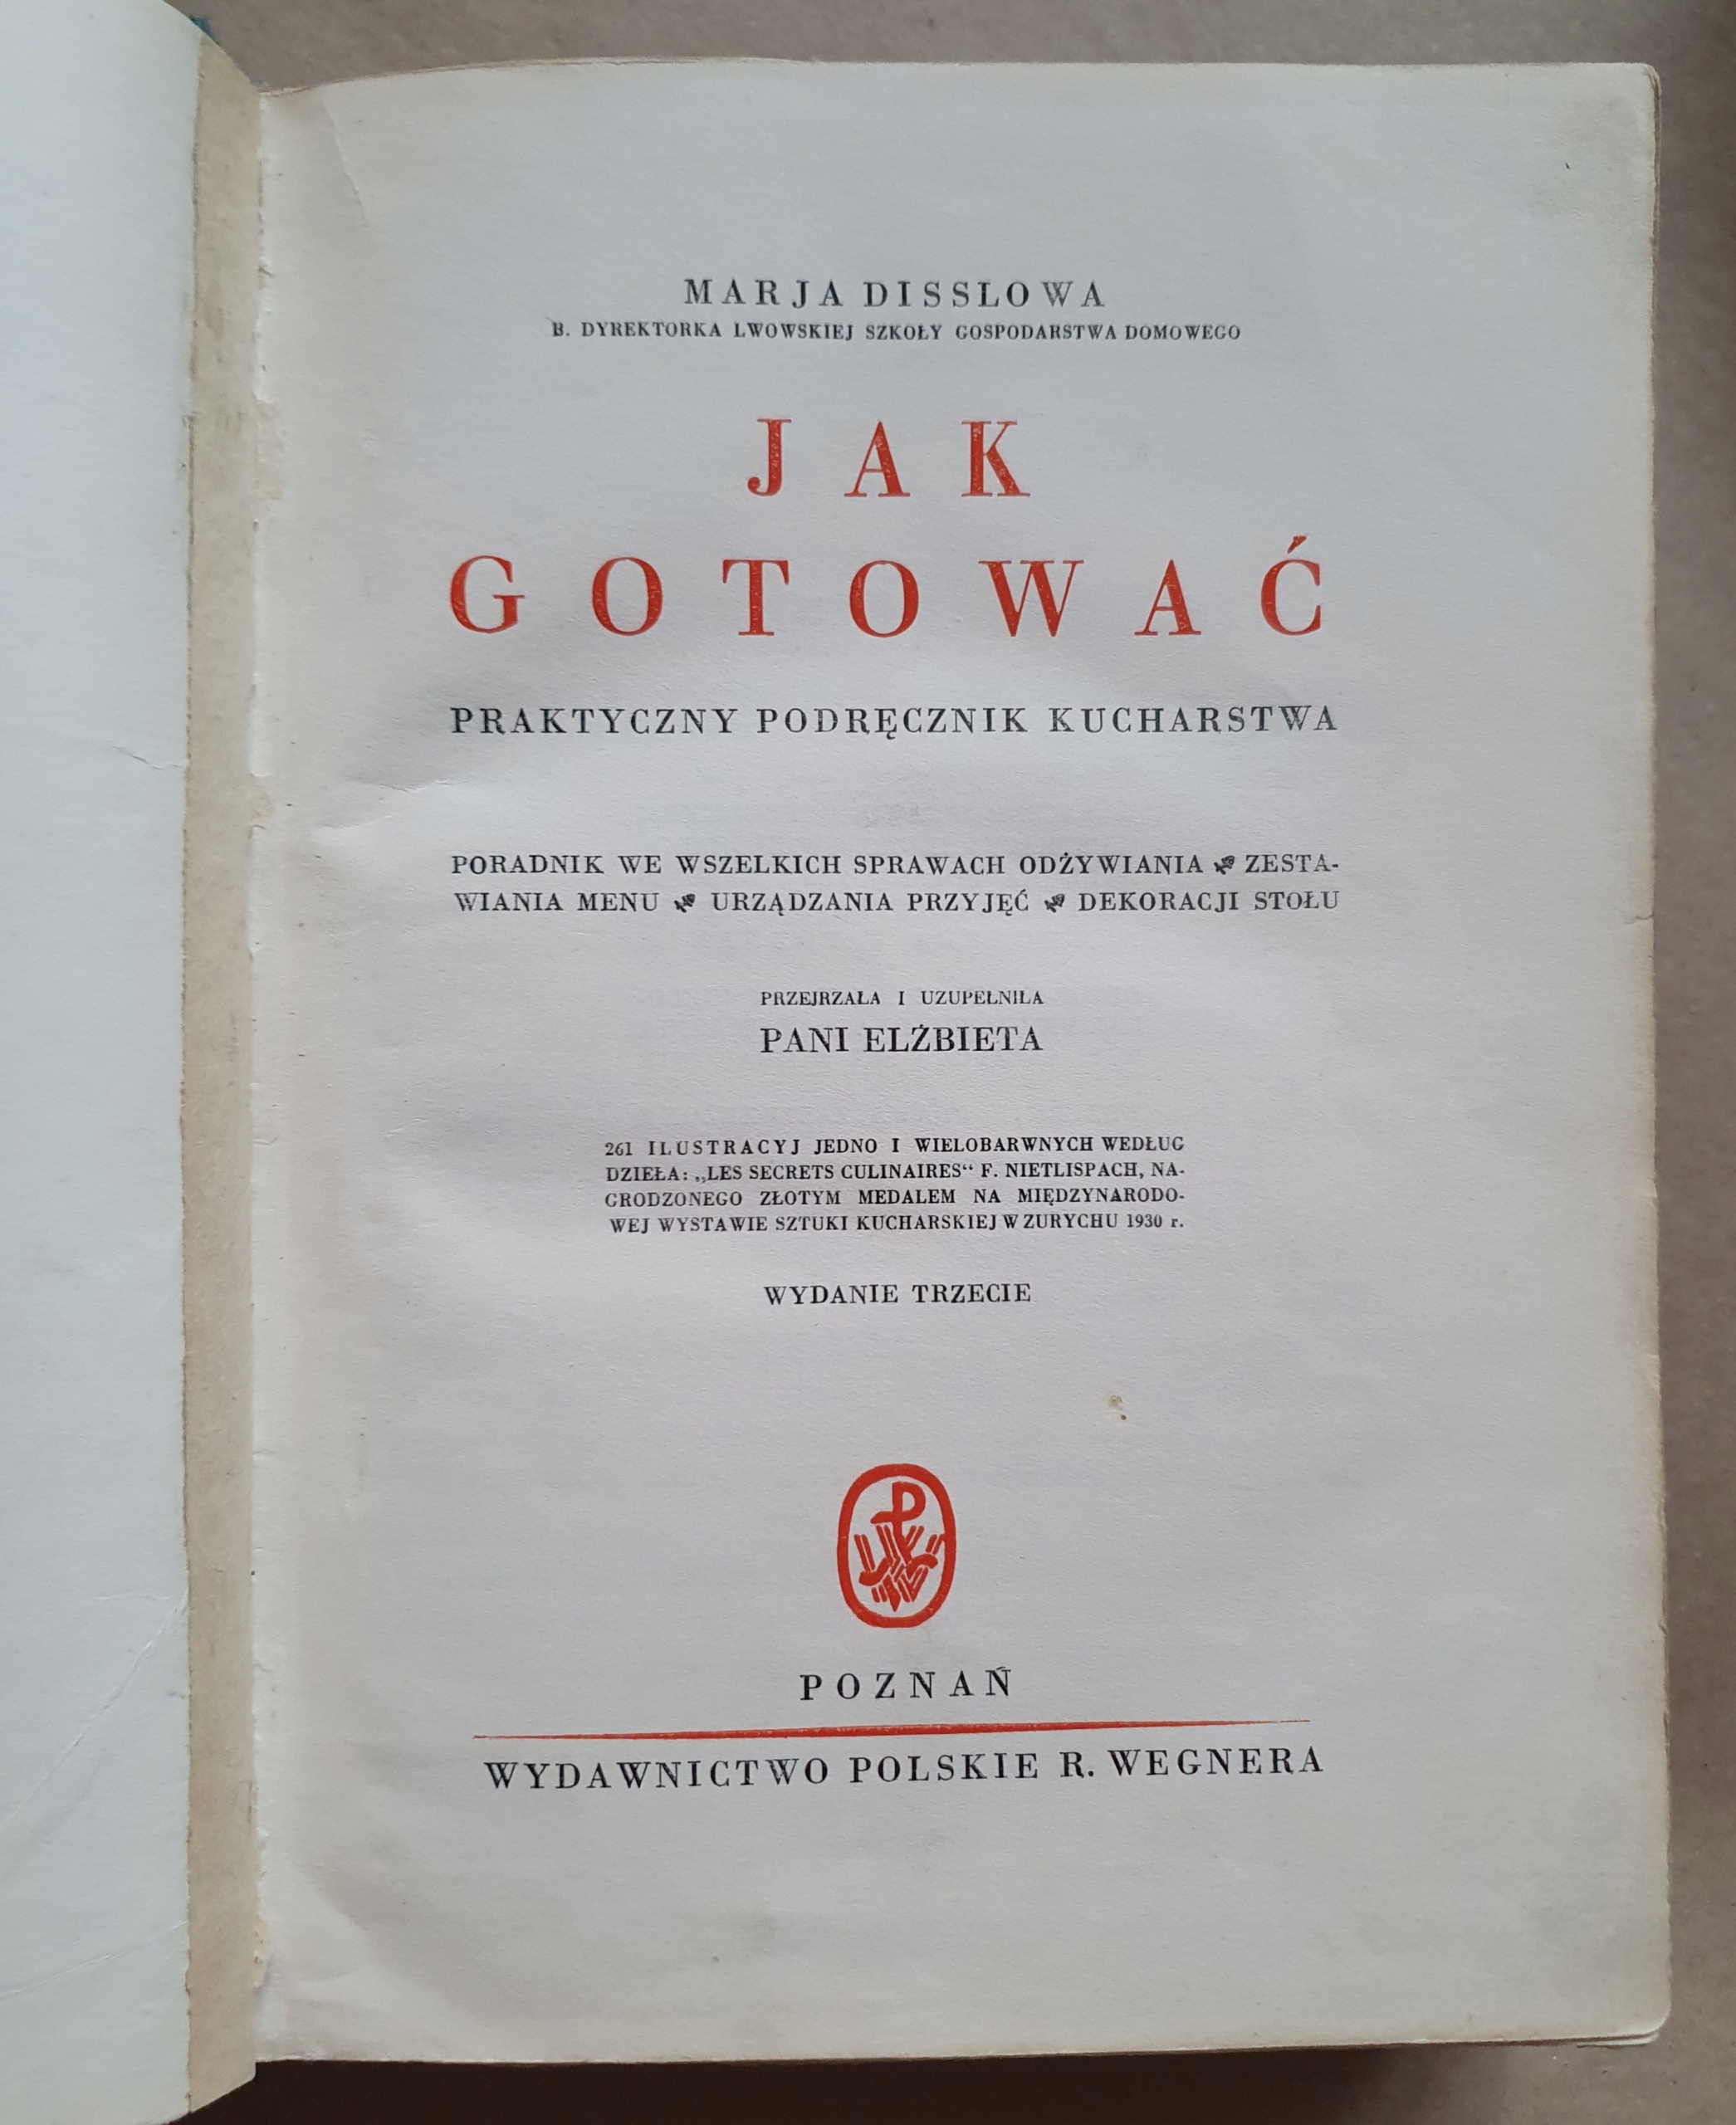 MARJA DISSLOWA
B. DYREKTORKA LWOWSKIEJ SZKOŁY GOSPODARSTWA DOMOWEGO
JAK
GOTOWAĆ
PRAKTYCZNY PODRĘCZNIK KUCHARSTWA
PORADNIK WE WSZELKICH SPRAWACH ODŻYWIANIA ZESTA-
WIANIA MENU URZĄDZANIA PRZYJĘĆ DEKORACJI STOŁU
PRZEJRZAŁA I UZUPEŁNIŁA
PANI ELŻBIETA
261 ILUSTRACYJ JEDNO I WIELOBARWNYCH WEDŁUG
DZIEŁA: „LES SECRETS CULINAIRES“ F. NIETLISPACH, NA-
GRODZONEGO ZŁOTYM MEDALEM NA MIĘDZYNARODO-
WEJ WYSTAWIE SZTUKI KUCHARSKIEJ W ZURYCHU 1930 r.
WYDANIE TRZECIE
POZNAŃ
WYDAWNICTWO POLSKIE R. WEGNERA